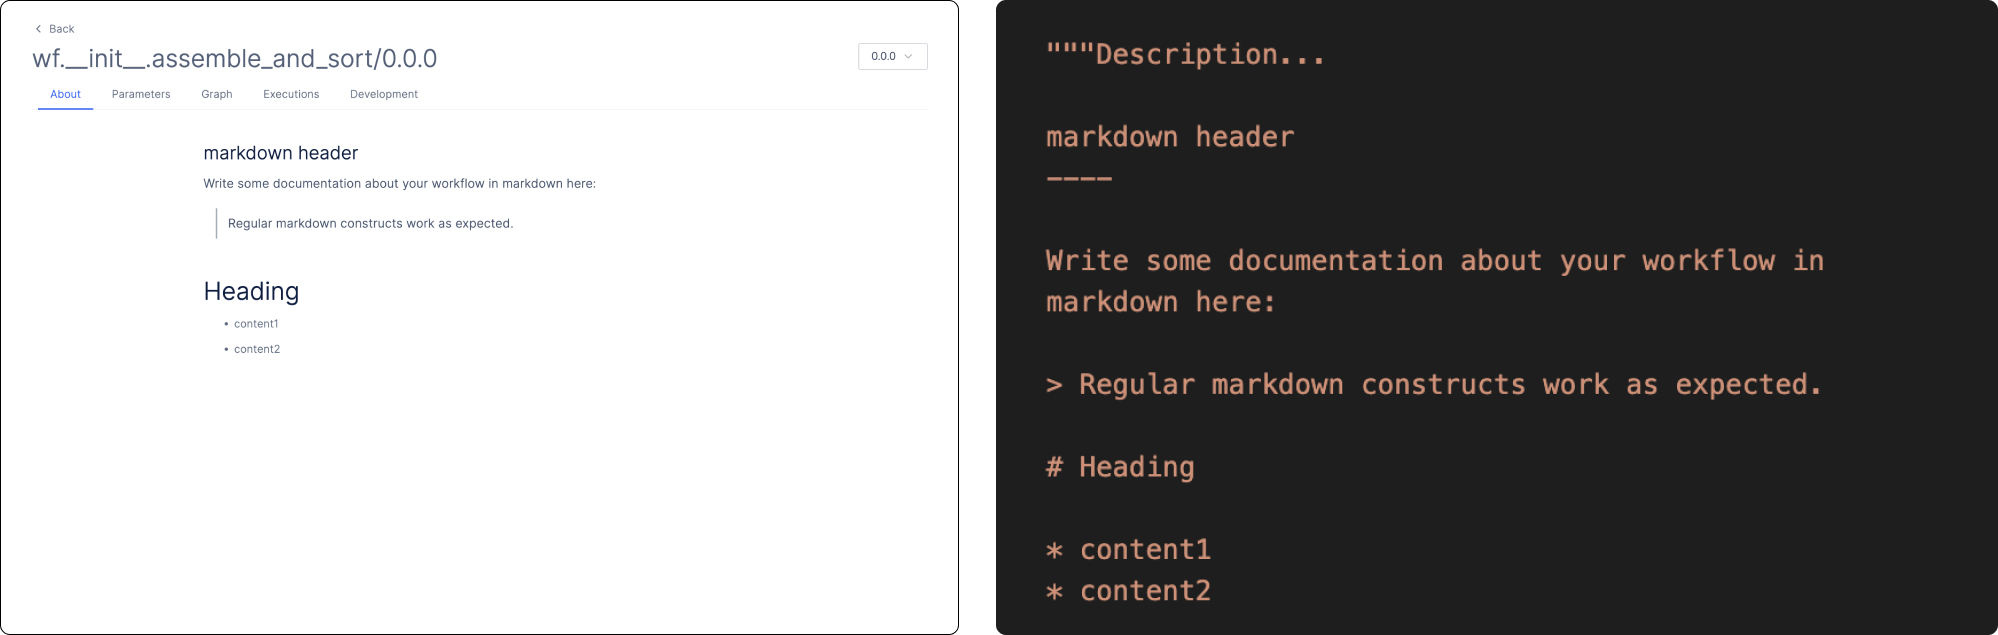 Back
wf.__init__.assemble_and_sort/0.0.0
0.0.0
About Parameters Graph Executions Development
markdown header
Write some documentation about your workflow in markdown here:
Regular markdown constructs work as expected.
Heading
• content1
• content2
"""Description...
markdown header
----
Write some documentation about your workflow in
markdown here:
> Regular markdown constructs work as expected.
# Heading
* content1
* content2